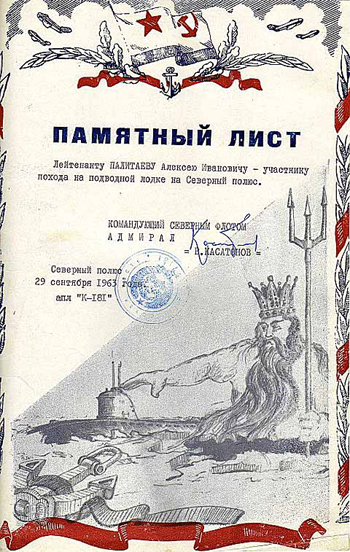 ПАМЯТНЫЙ ЛИСТ
Лейтенанту ПАЛИТАЕВУ Алексею Ивановичу - участнику
похода на подводной лодке на Северный полюс.
КОМАНДУЮЩИЙ СЕВЕРНЫМ ФЛОТОМ
АДМИРАЛ
= В.КАСАТОНОВ =
Северный полюс
29 сентября 1963 года.
апл "К-181"